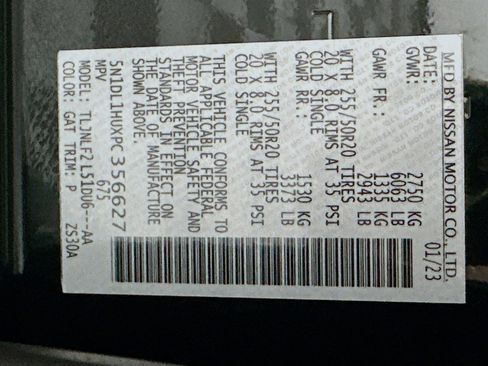 MFD BY NISSAN MOTOR CO., LTD.
DATE: 01/23
GVWR: 2750 KG
6063 LB
GAWR FR.: 1335 KG
2943 LB
WITH 255/50R20 TIRES
20 X 8.0 RIMS AT 35 PSI
COLD SINGLE
GAWR RR.: 1530 KG
3373 LB
WITH 255/50R20 TIRES
20 X 8.0 RIMS AT 35 PSI
COLD SINGLE
THIS VEHICLE CONFORMS TO
ALL APPLICABLE FEDERAL
MOTOR VEHICLE SAFETY AND
THEFT PREVENTION
STANDARDS IN EFFECT ON
THE DATE OF MANUFACTURE
SHOWN ABOVE.
5N1DL1HUXPC356627
MPV 675
MODEL: TLJNLF2L51DU6---AA
COLOR: GAT TRIM: P Z530A